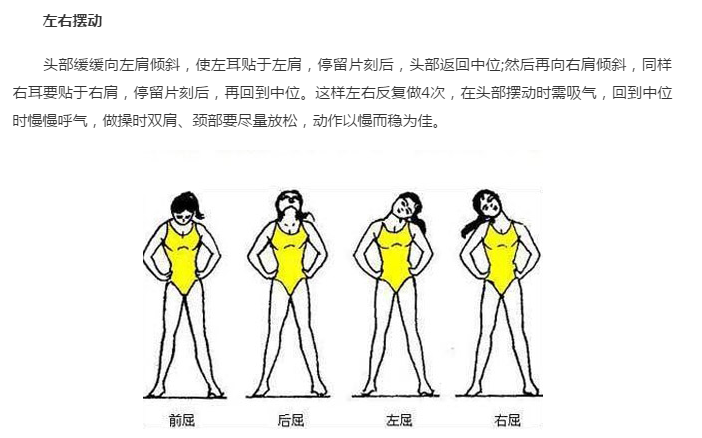 左右摆动
头部缓缓向左肩倾斜，使左耳贴于左肩，停留片刻后，头部返回中位;然后再向右肩倾斜，同样
右耳要贴于右肩，停留片刻后，再回到中位。这样左右反复做4次，在头部摆动时需吸气，回到中位
时慢慢呼气，做操时双肩、颈部要尽量放松，动作以慢而稳为佳。
前屈 后屈 左屈 右屈